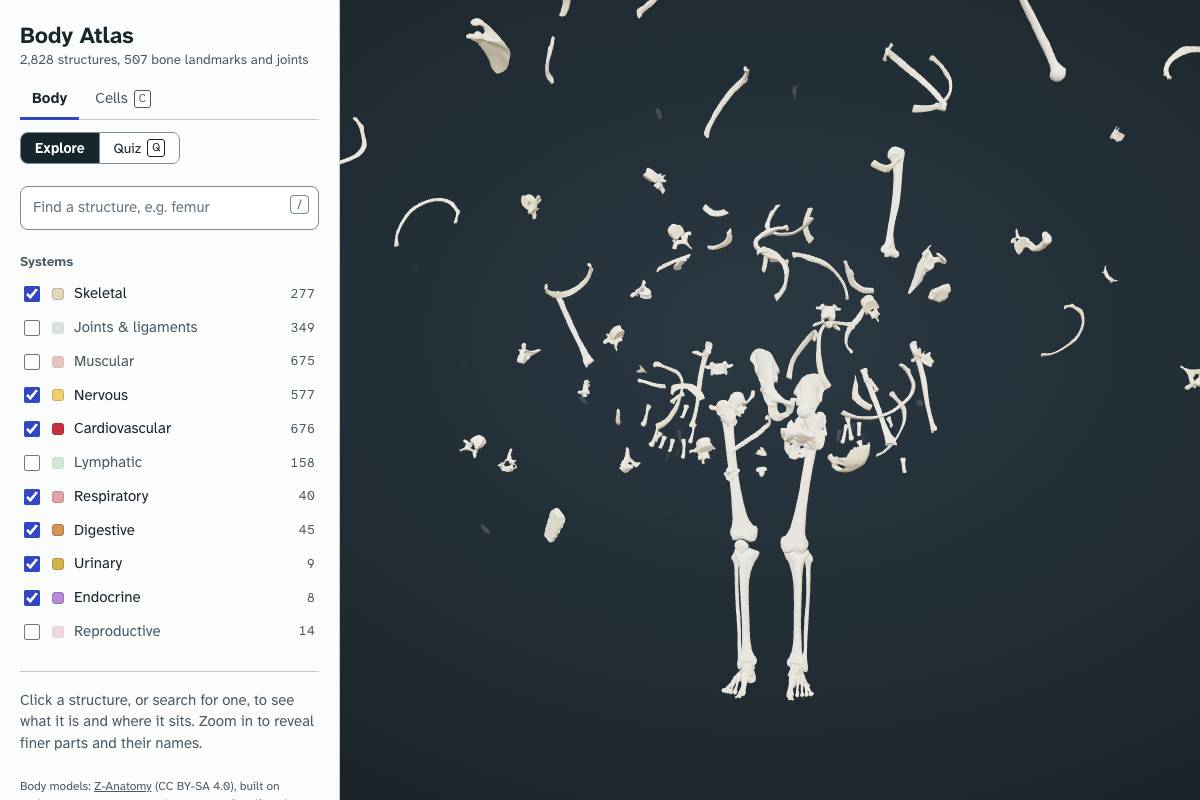 Body Atlas
2,828 structures, 507 bone landmarks and joints
Body
Cells C
Explore
Quiz Q
Find a structure, e.g. femur /
Systems
Skeletal 277
Joints & ligaments 349
Muscular 675
Nervous 577
Cardiovascular 676
Lymphatic 158
Respiratory 40
Digestive 45
Urinary 9
Endocrine 8
Reproductive 14
Click a structure, or search for one, to see
what it is and where it sits. Zoom in to reveal
finer parts and their names.
Body models: Z-Anatomy (CC BY-SA 4.0), built on